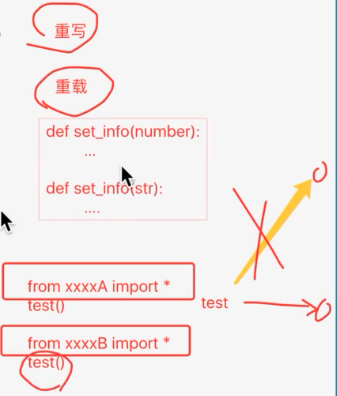 重写
重载
def set_info(number):
...
def set_info(str):
....
from xxxxA import *
test()
test
from xxxxB import *
test()